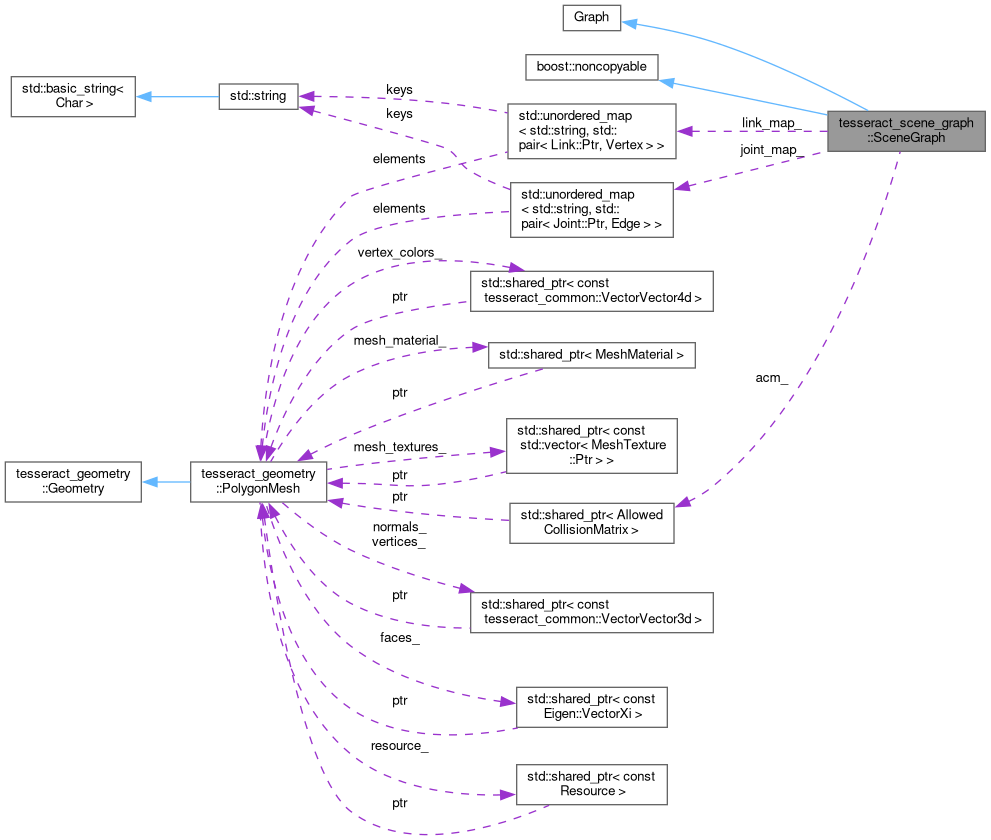 Graph
boost::noncopyable
std::basic_string<
Char >
std::string
keys
keys
std::unordered_map
< std::string, std::
pair< Link::Ptr, Vertex > >
link_map_
joint_map_
tesseract_scene_graph
::SceneGraph
elements
elements
std::unordered_map
< std::string, std::
pair< Joint::Ptr, Edge > >
vertex_colors_
ptr
std::shared_ptr< const
tesseract_common::VectorVector4d >
mesh_material_
ptr
std::shared_ptr< MeshMaterial >
acm_
mesh_textures_
ptr
ptr
std::shared_ptr< const
std::vector< MeshTexture
::Ptr > >
tesseract_geometry
::Geometry
tesseract_geometry
::PolygonMesh
std::shared_ptr< Allowed
CollisionMatrix >
normals_
vertices_
ptr
std::shared_ptr< const
tesseract_common::VectorVector3d >
faces_
ptr
std::shared_ptr< const
Eigen::VectorXi >
resource_
ptr
std::shared_ptr< const
Resource >